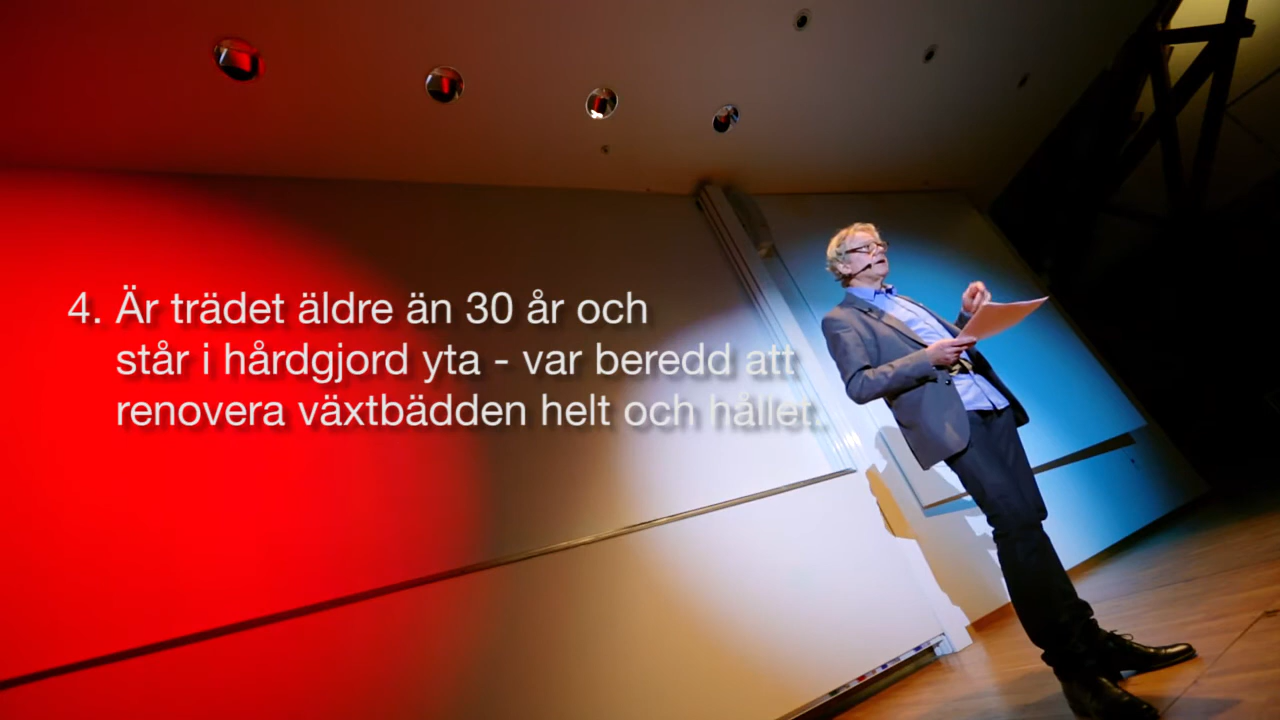 4. Är trädet äldre än 30 år och
står i hårdgjord yta - var beredd att
renovera växtbädden helt och hållet.